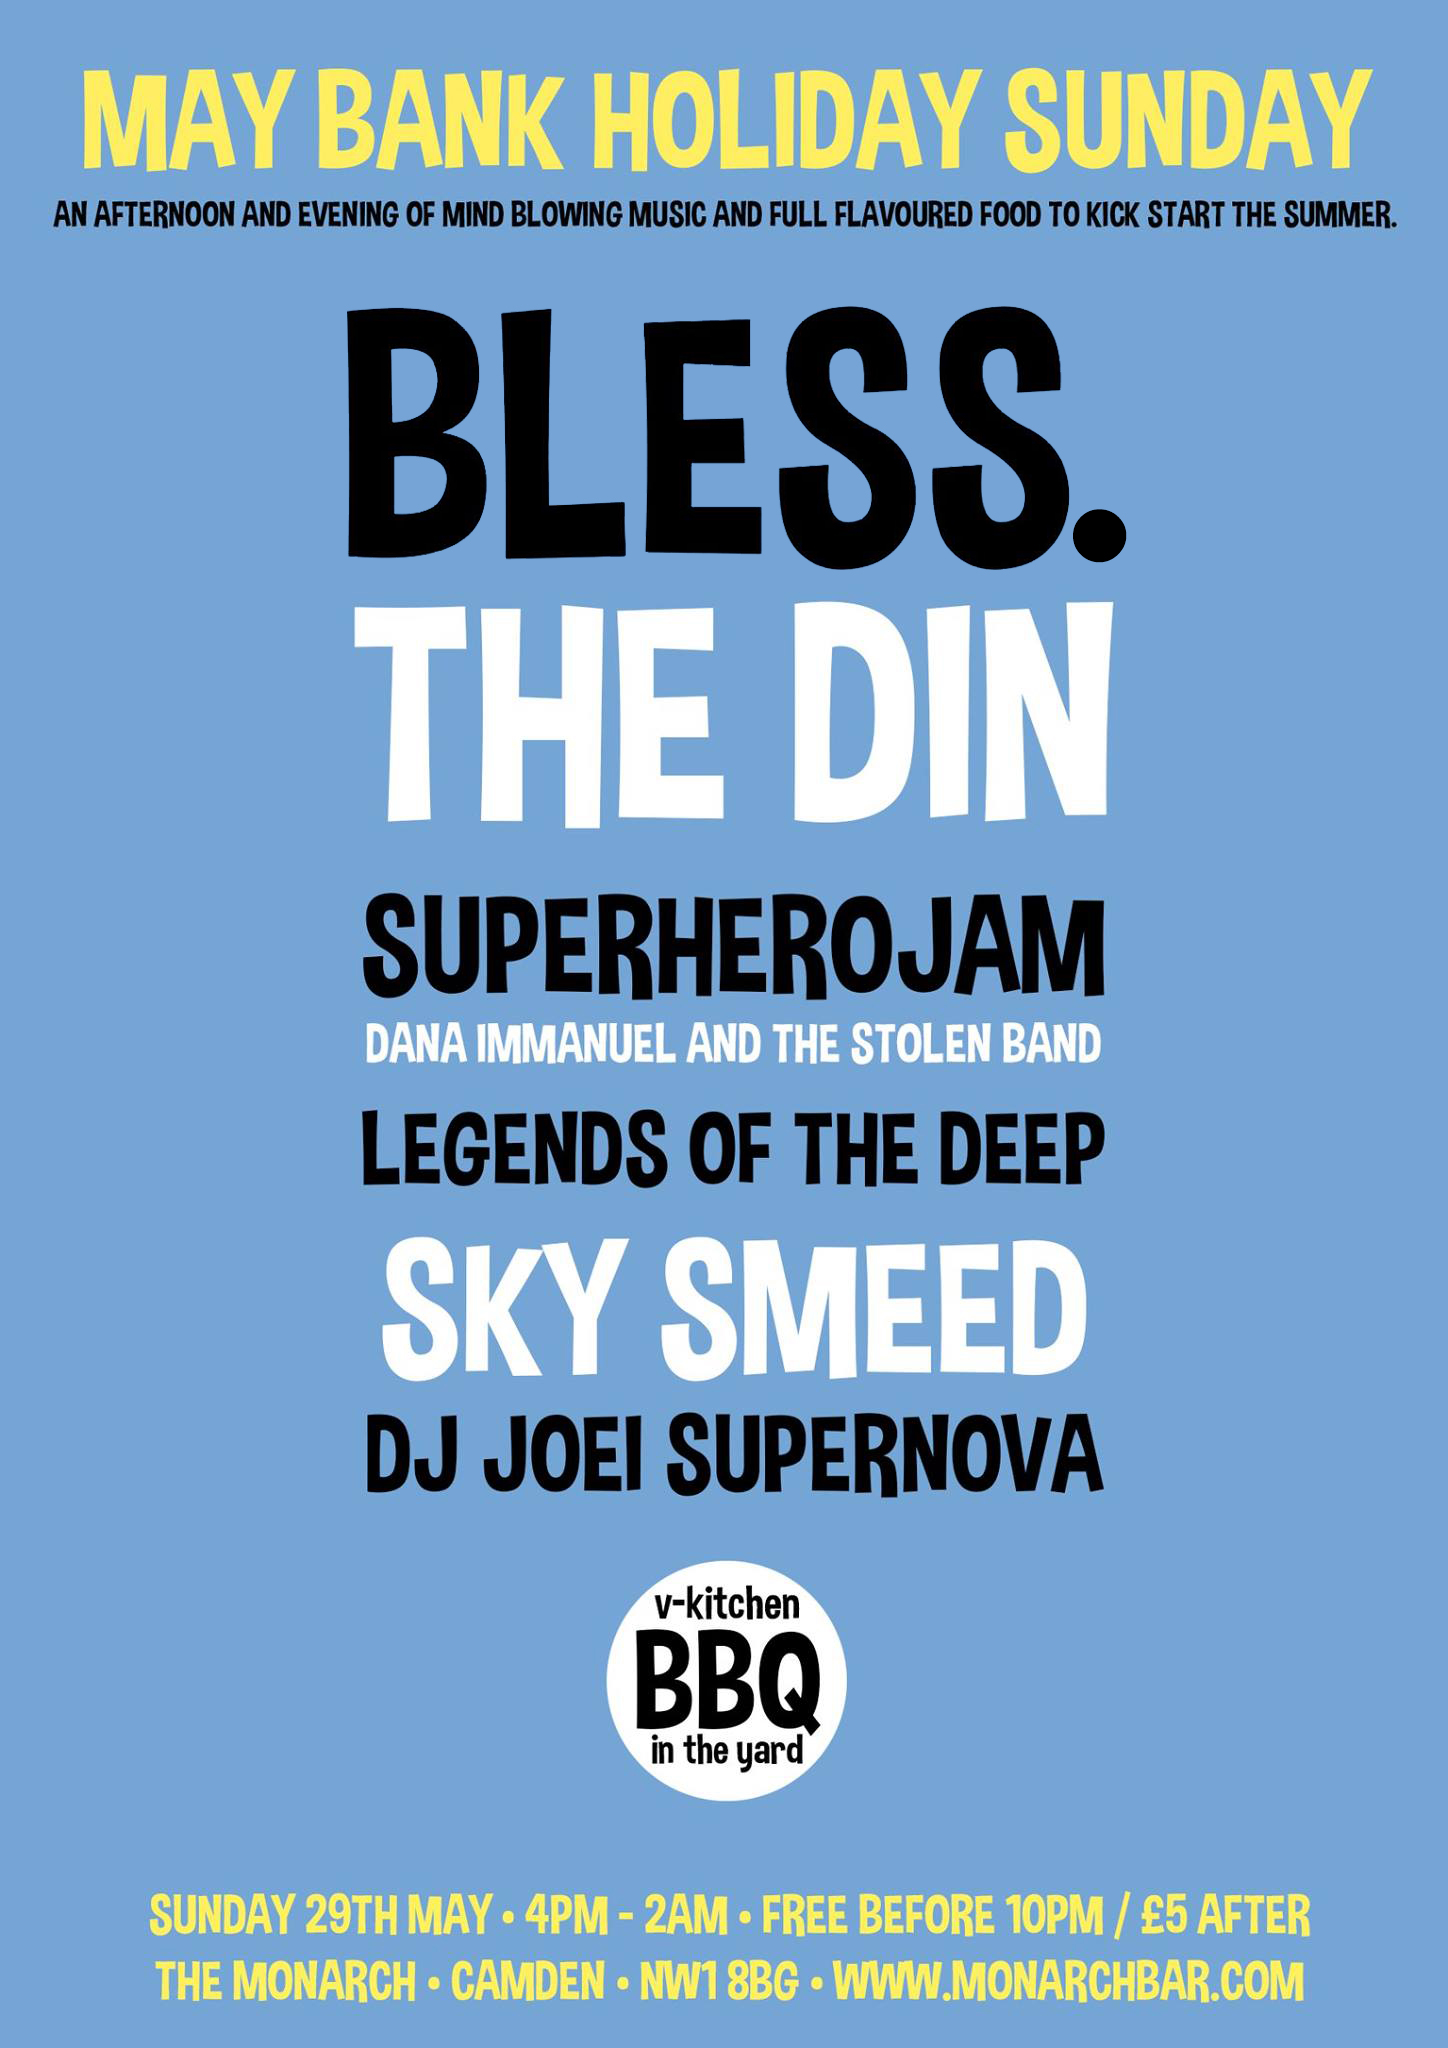 MAY BANK HOLIDAY SUNDAY
AN AFTERNOON AND EVENING OF MIND BLOWING MUSIC AND FULL FLAVOURED FOOD TO KICK START THE SUMMER.
BLESS.
THE DIN
SUPERHEROJAM
DANA IMMANUEL AND THE STOLEN BAND
LEGENDS OF THE DEEP
SKY SMEED
DJ JOEI SUPERNOVA
v-kitchen
BBQ
in the yard
SUNDAY 29TH MAY • 4PM - 2AM • FREE BEFORE 10PM / £5 AFTER
THE MONARCH • CAMDEN • NW1 8BG • WWW.MONARCHBAR.COM